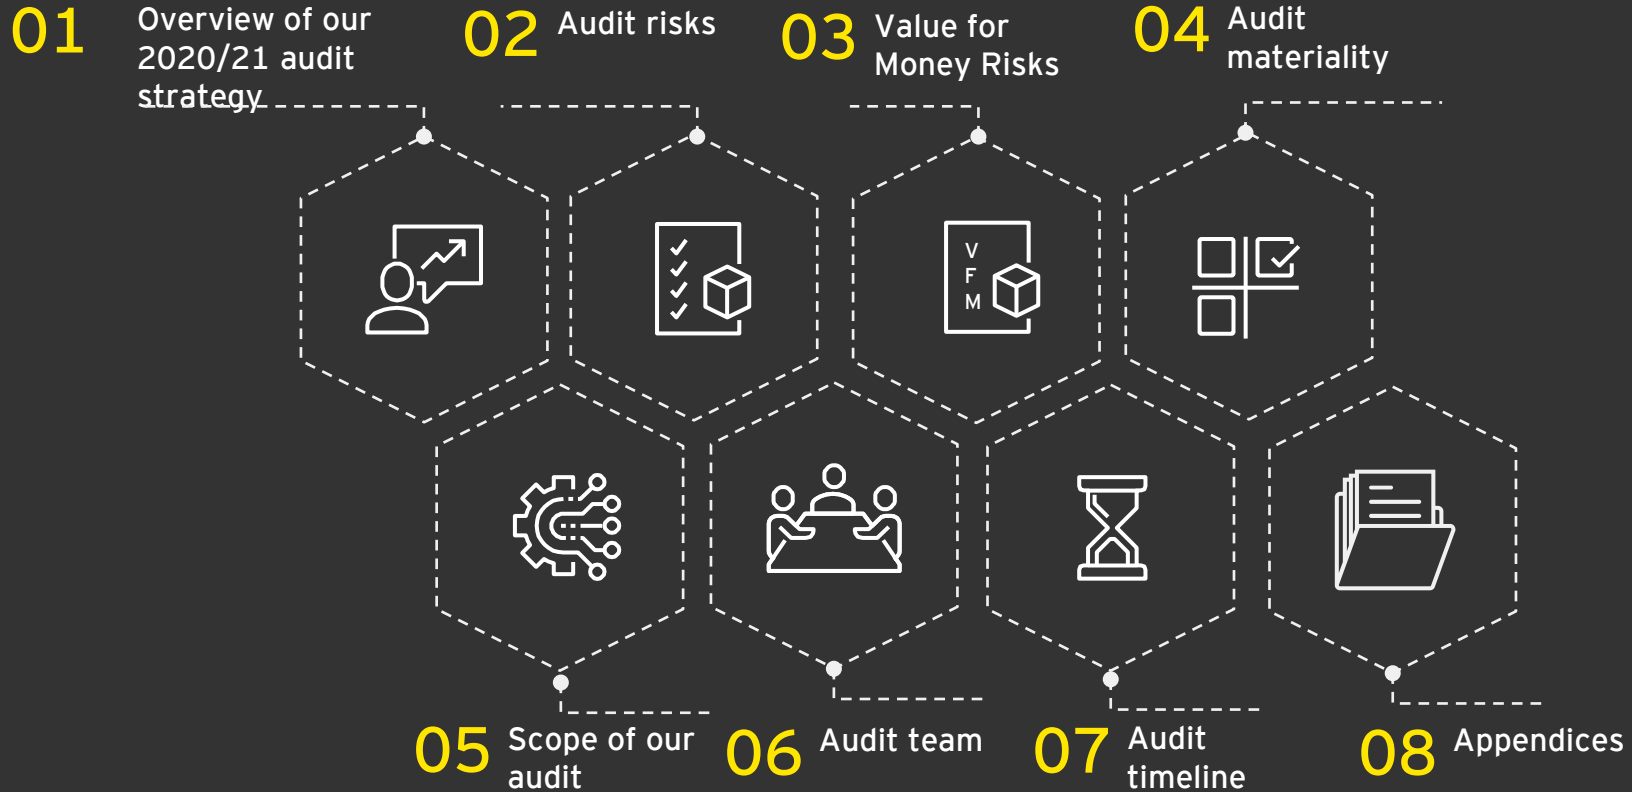 01
Overview of our
2020/21 audit
strategy
02
Audit risks
03
Value for
Money Risks
04
Audit
materiality
V
F
M
05
Scope of our
audit
06
Audit team
07
Audit
timeline
08
Appendices